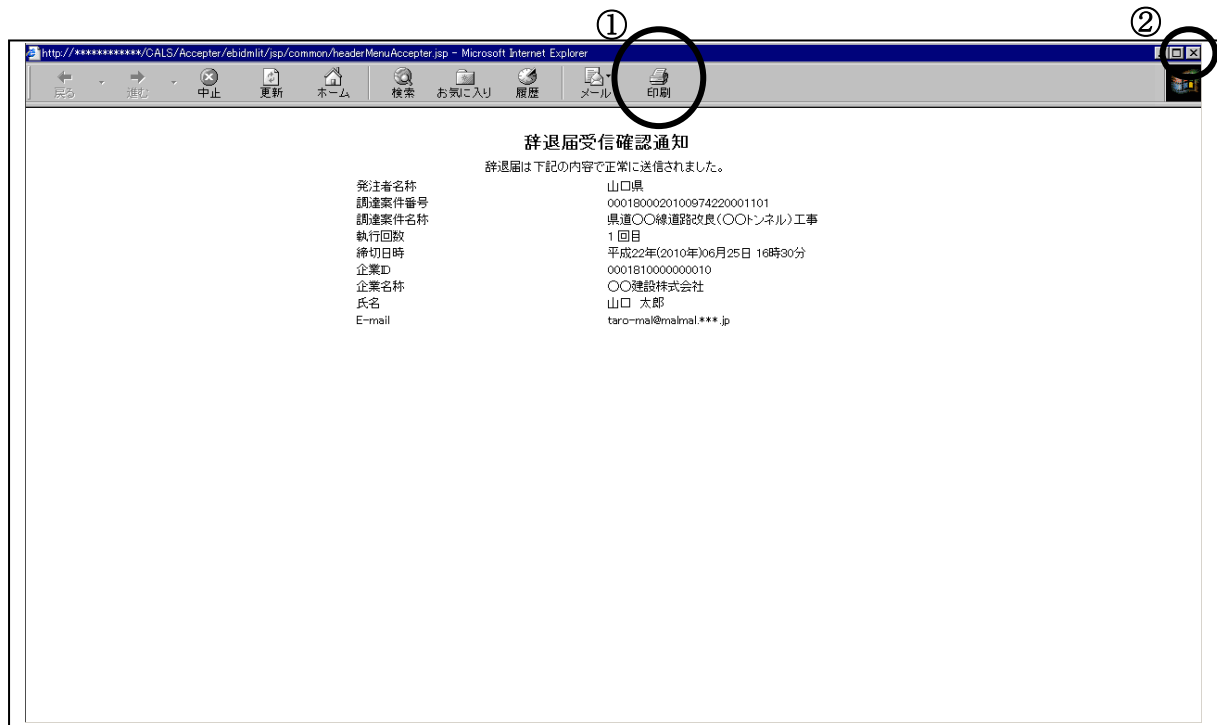 ① ②
http://************/CALS/Accepter/ebidmlit/jsp/common/headerMenuAccepter.jsp - Microsoft Internet Explorer
戻る 進む 中止 更新 ホーム 検索 お気に入り 履歴 メール 印刷
辞退届受信確認通知
辞退届は下記の内容で正常に送信されました。
発注者名称 山口県
調達案件番号 0001800020100974220001101
調達案件名称 県道〇〇線道路改良(〇〇トンネル)工事
執行回数 1回目
締切日時 平成22年(2010年)06月25日 16時30分
企業ID 0001810000000010
企業名称 〇〇建設株式会社
氏名 山口 太郎
E-mail taro-mal@malmal.***.jp